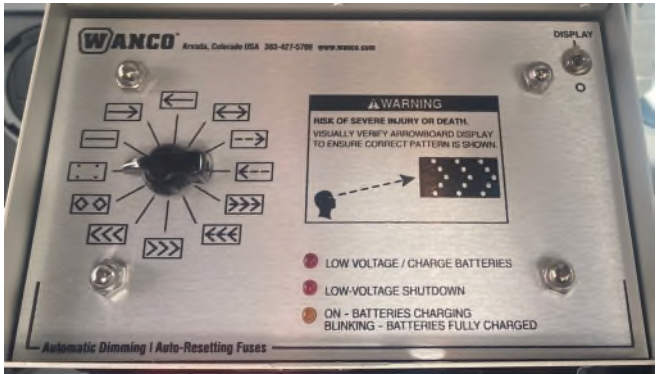 WANCO®
Arvada, Colorado USA 303-427-5700 www.wanco.com
DISPLAY
O
WARNING
RISK OF SEVERE INJURY OR DEATH.
VISUALLY VERIFY ARROWBOARD DISPLAY
TO ENSURE CORRECT PATTERN IS SHOWN.
LOW VOLTAGE / CHARGE BATTERIES
LOW-VOLTAGE SHUTDOWN
ON - BATTERIES CHARGING
BLINKING - BATTERIES FULLY CHARGED
Automatic Dimming | Auto-Resetting Fuses